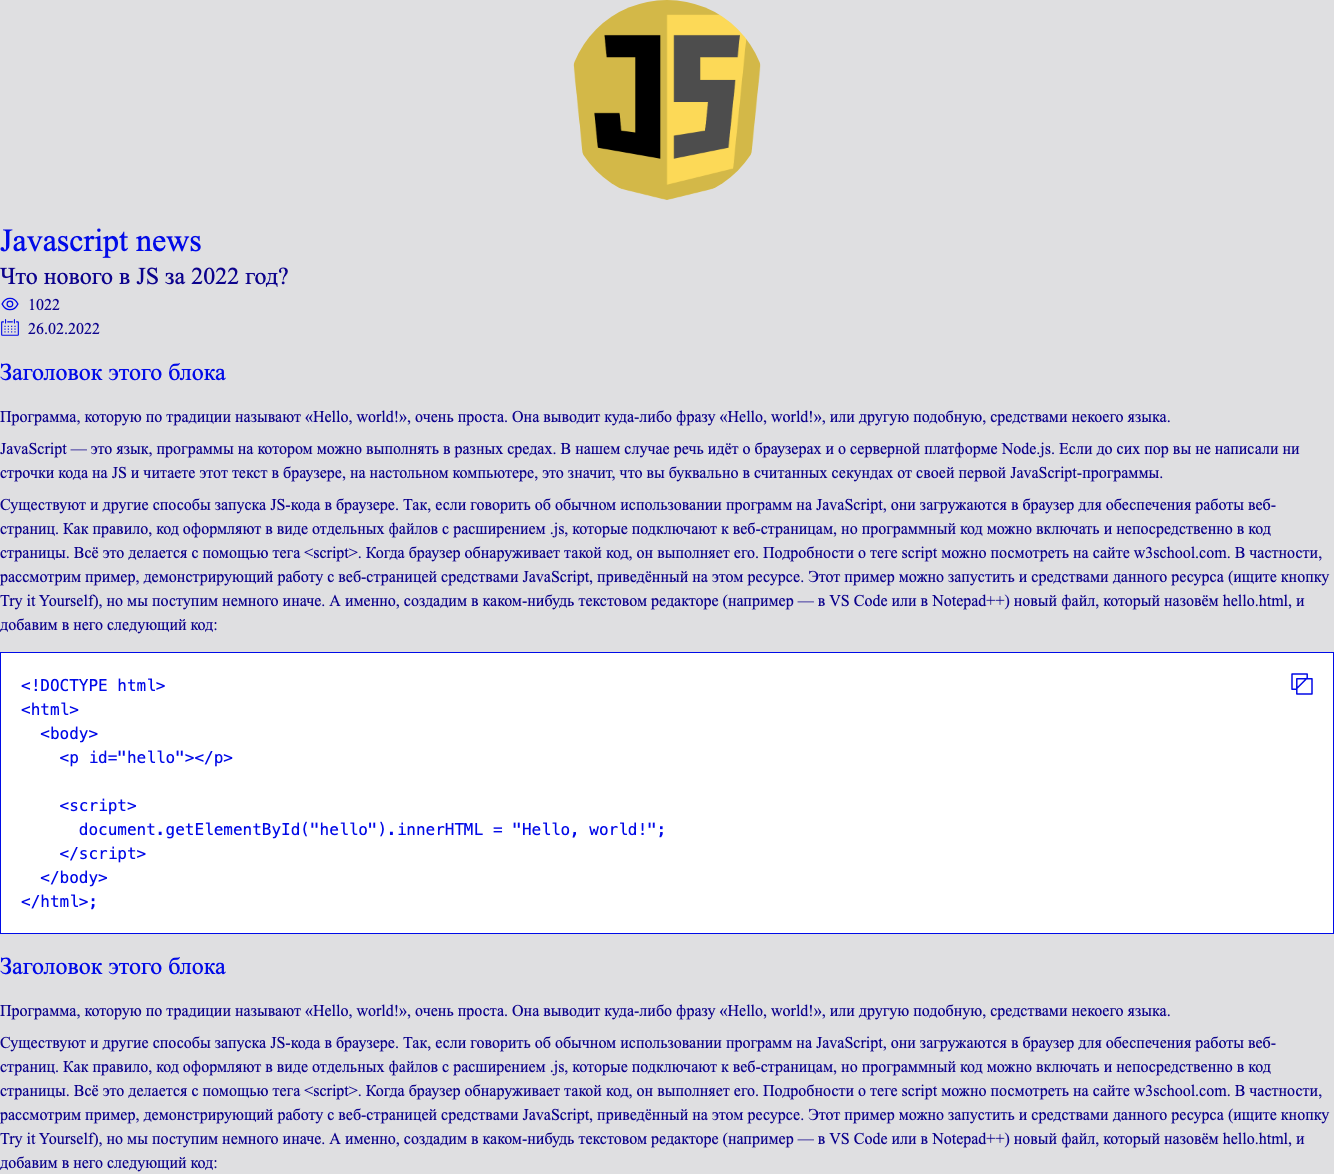 JS
Javascript news
Что нового в JS за 2022 год?
1022
26.02.2022
Заголовок этого блока
Программа, которую по традиции называют «Hello, world!», очень проста. Она выводит куда-либо фразу «Hello, world!», или другую подобную, средствами некоего языка.
JavaScript — это язык, программы на котором можно выполнять в разных средах. В нашем случае речь идёт о браузерах и о серверной платформе Node.js. Если до сих пор вы не написали ни
строчки кода на JS и читаете этот текст в браузере, на настольном компьютере, это значит, что вы буквально в считанных секундах от своей первой JavaScript-программы.
Существуют и другие способы запуска JS-кода в браузере. Так, если говорить об обычном использовании программ на JavaScript, они загружаются в браузер для обеспечения работы веб-
страниц. Как правило, код оформляют в виде отдельных файлов с расширением .js, которые подключают к веб-страницам, но программный код можно включать и непосредственно в код
страницы. Всё это делается с помощью тега <script>. Когда браузер обнаруживает такой код, он выполняет его. Подробности о теге script можно посмотреть на сайте w3school.com. В частности,
рассмотрим пример, демонстрирующий работу с веб-страницей средствами JavaScript, приведённый на этом ресурсе. Этот пример можно запустить и средствами данного ресурса (ищите кнопку
Try it Yourself), но мы поступим немного иначе. А именно, создадим в каком-нибудь текстовом редакторе (например — в VS Code или в Notepad++) новый файл, который назовём hello.html, и
добавим в него следующий код:
<!DOCTYPE html>
<html>
  <body>
    <p id="hello"></p>
    <script>
      document.getElementById("hello").innerHTML = "Hello, world!";
    </script>
  </body>
</html>;
Заголовок этого блока
Программа, которую по традиции называют «Hello, world!», очень проста. Она выводит куда-либо фразу «Hello, world!», или другую подобную, средствами некоего языка.
Существуют и другие способы запуска JS-кода в браузере. Так, если говорить об обычном использовании программ на JavaScript, они загружаются в браузер для обеспечения работы веб-
страниц. Как правило, код оформляют в виде отдельных файлов с расширением .js, которые подключают к веб-страницам, но программный код можно включать и непосредственно в код
страницы. Всё это делается с помощью тега <script>. Когда браузер обнаруживает такой код, он выполняет его. Подробности о теге script можно посмотреть на сайте w3school.com. В частности,
рассмотрим пример, демонстрирующий работу с веб-страницей средствами JavaScript, приведённый на этом ресурсе. Этот пример можно запустить и средствами данного ресурса (ищите кнопку
Try it Yourself), но мы поступим немного иначе. А именно, создадим в каком-нибудь текстовом редакторе (например — в VS Code или в Notepad++) новый файл, который назовём hello.html, и
добавим в него следующий код: